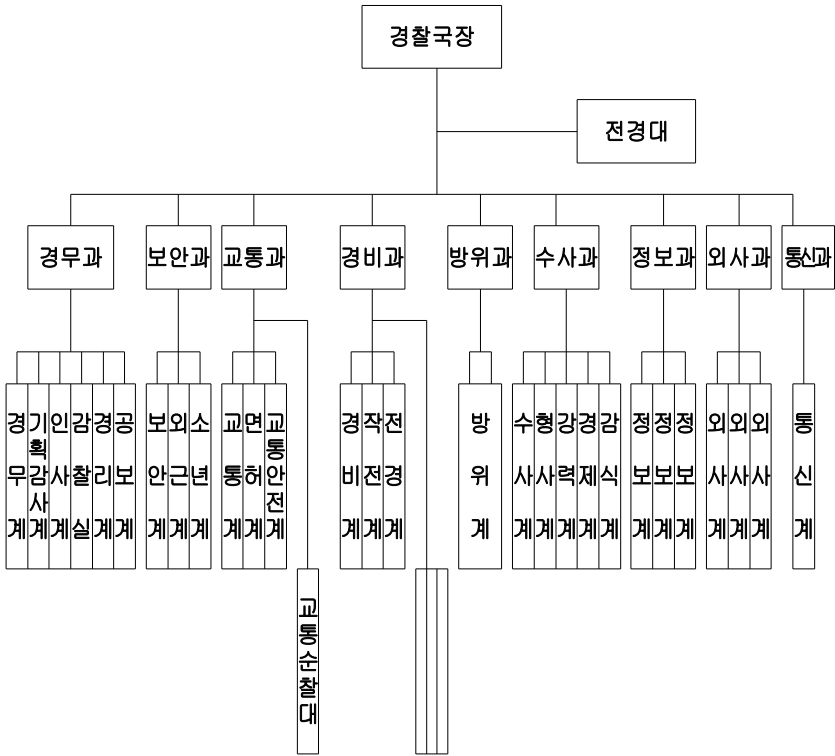 경찰국장
전경대
경무과
보안과
교통과
경비과
방위과
수사과
정보과
외사과
통신과
경무계
기획감사계
인사계
감찰실
경리계
공보계
보안계
외근계
소년계
교통계
면허계
교통안전계
경비계
작전계
전경계
방위계
수사계
형사계
강력계
경제계
감식계
정보계
정보계
정보계
외사계
외사계
외사계
통신계
교통순찰대